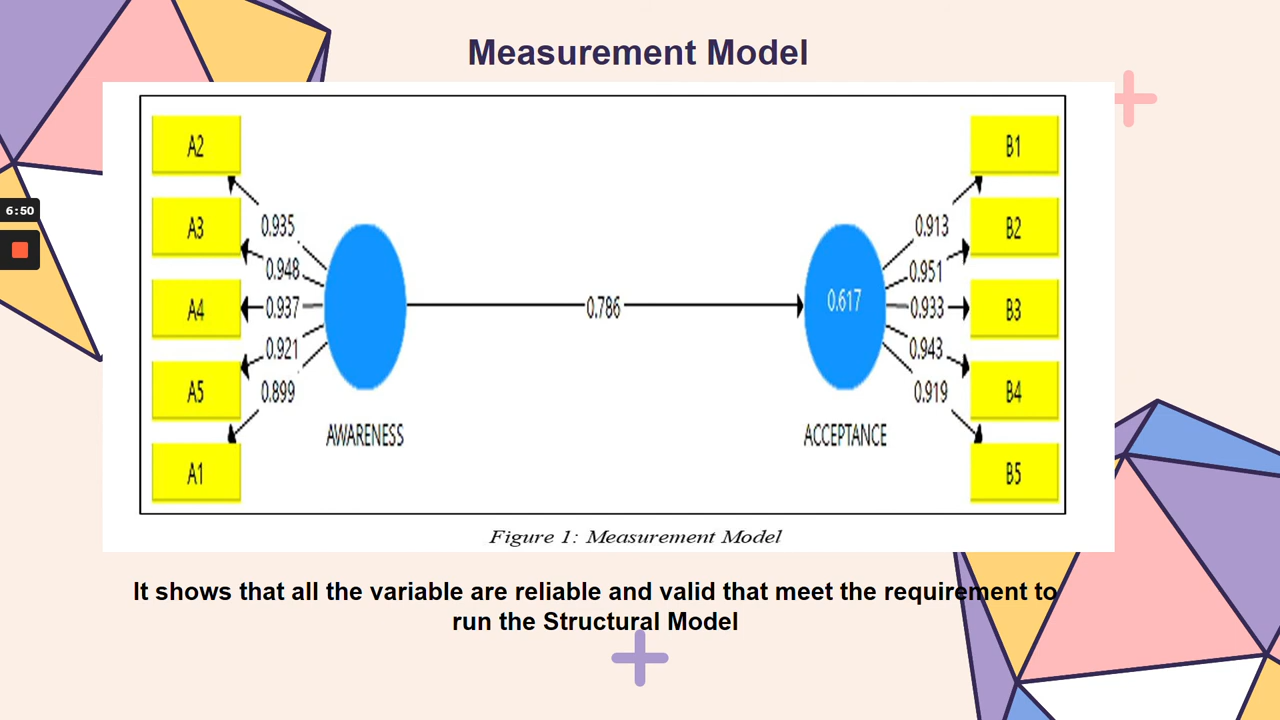 Measurement Model
A2
B1
0.935
0.913
A3
B2
0.948
0.951
6:50
A4
0.937
0.786
0.617
0.933
B3
0.921
0.943
A5
0.899
0.919
B4
AWARENESS
ACCEPTANCE
A1
B5
Figure 1: Measurement Model
It shows that all the variable are reliable and valid that meet the requirement to
run the Structural Model